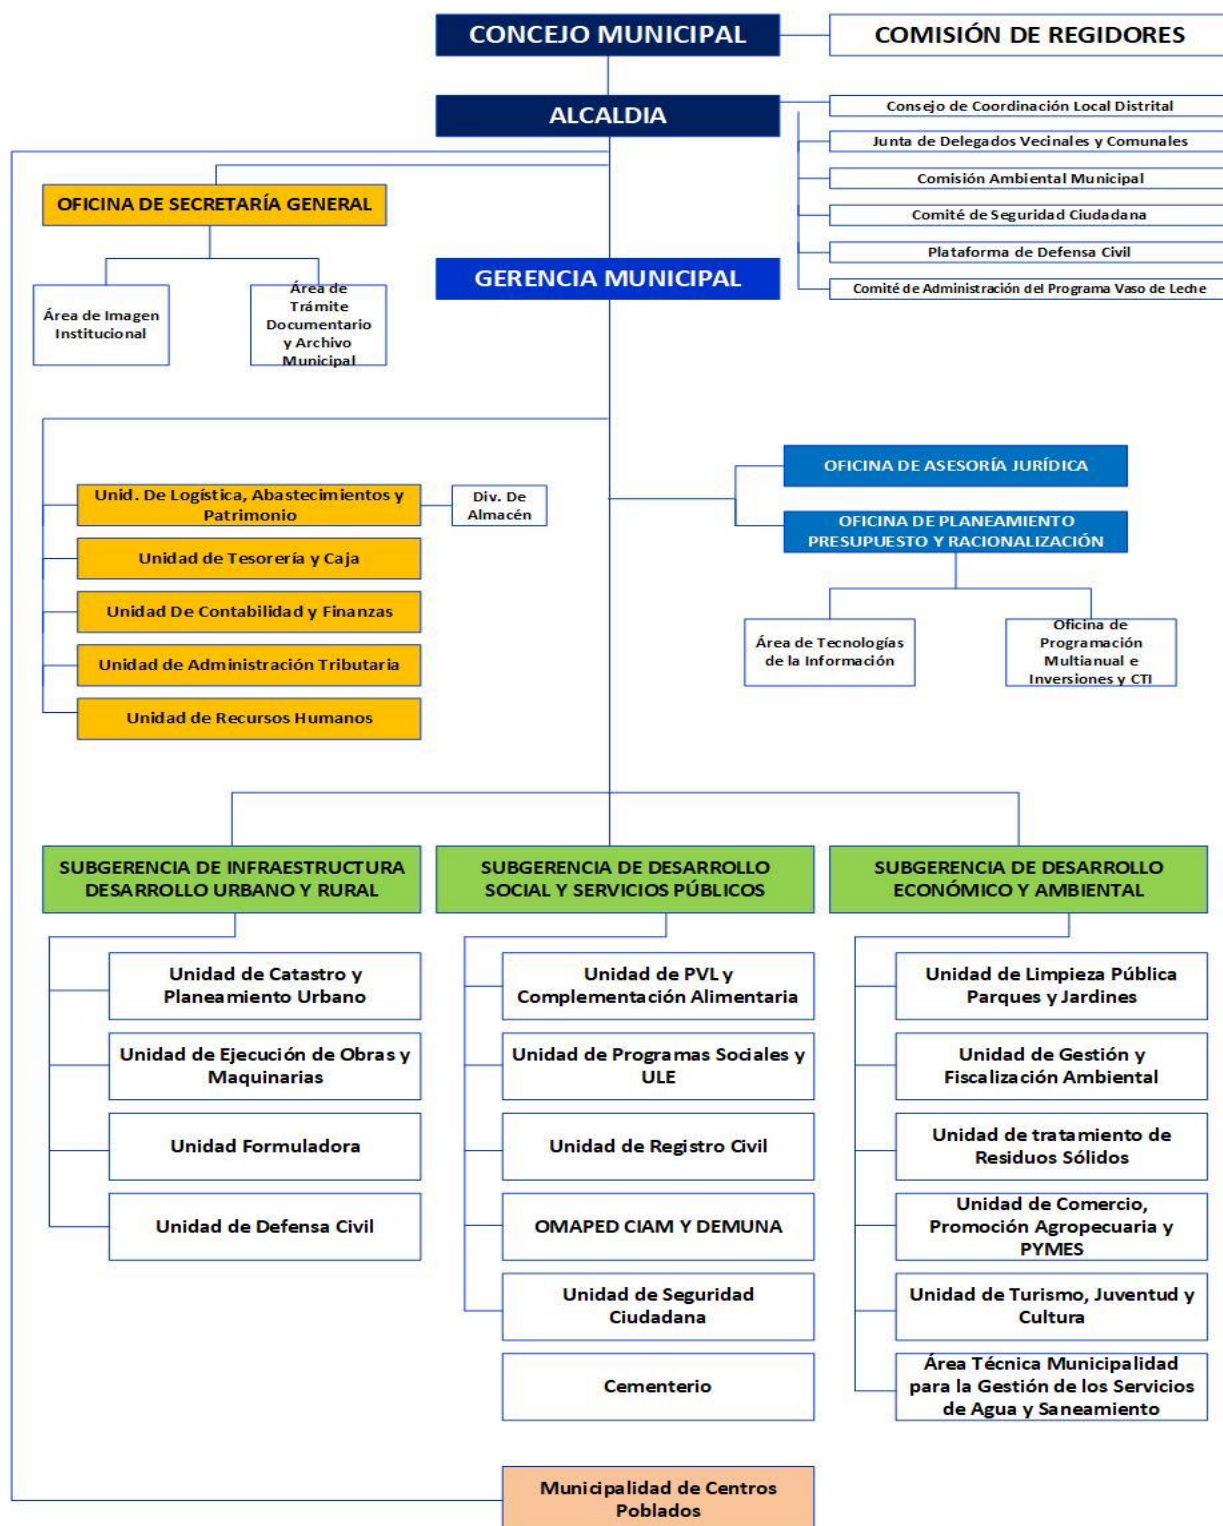 CONCEJO MUNICIPAL
COMISIÓN DE REGIDORES
ALCALDIA
Consejo de Coordinación Local Distrital
Junta de Delegados Vecinales y Comunales
Comisión Ambiental Municipal
Comité de Seguridad Ciudadana
Plataforma de Defensa Civil
Comité de Administración del Programa Vaso de Leche
OFICINA DE SECRETARÍA GENERAL
Área de Imagen
Institucional
Área de
Trámite
Documentario
y Archivo
Municipal
GERENCIA MUNICIPAL
Unid. De Logística, Abastecimientos y
Patrimonio
Div. De
Almacén
Unidad de Tesorería y Caja
Unidad De Contabilidad y Finanzas
Unidad de Administración Tributaria
Unidad de Recursos Humanos
OFICINA DE ASESORÍA JURÍDICA
OFICINA DE PLANEAMIENTO
PRESUPUESTO Y RACIONALIZACIÓN
Área de Tecnologías
de la Información
Oficina de
Programación
Multianual e
Inversiones y CTI
SUBGERENCIA DE INFRAESTRUCTURA
DESARROLLO URBANO Y RURAL
Unidad de Catastro y
Planeamiento Urbano
Unidad de Ejecución de Obras y
Maquinarias
Unidad Formuladora
Unidad de Defensa Civil
SUBGERENCIA DE DESARROLLO
SOCIAL Y SERVICIOS PÚBLICOS
Unidad de PVL y
Complementación Alimentaria
Unidad de Programas Sociales y
ULE
Unidad de Registro Civil
OMAPED CIAM Y DEMUNA
Unidad de Seguridad
Ciudadana
Cementerio
SUBGERENCIA DE DESARROLLO
ECONÓMICO Y AMBIENTAL
Unidad de Limpieza Pública
Parques y Jardines
Unidad de Gestión y
Fiscalización Ambiental
Unidad de tratamiento de
Residuos Sólidos
Unidad de Comercio,
Promoción Agropecuaria y
PYMES
Unidad de Turismo, Juventud y
Cultura
Área Técnica Municipalidad
para la Gestión de los Servicios
de Agua y Saneamiento
Municipalidad de Centros
Poblados